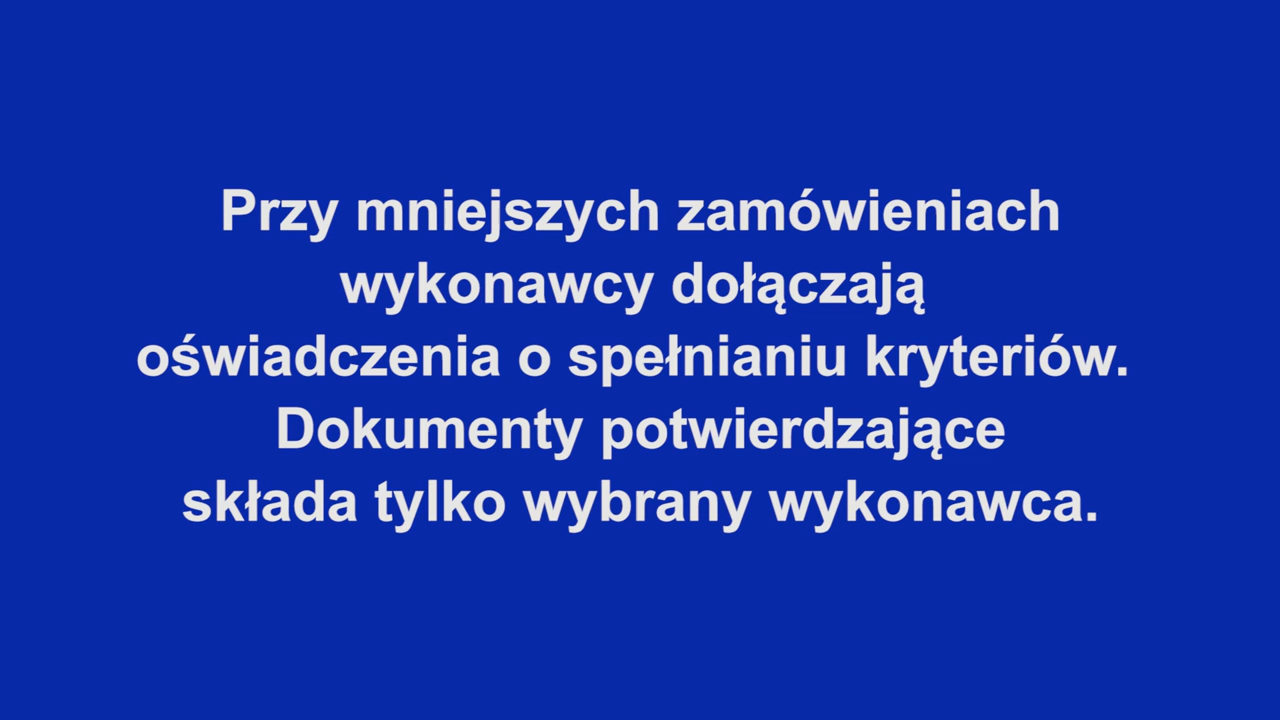 Przy mniejszych zamówieniach
wykonawcy dołączają
oświadczenia o spełnianiu kryteriów.
Dokumenty potwierdzające
składa tylko wybrany wykonawca.